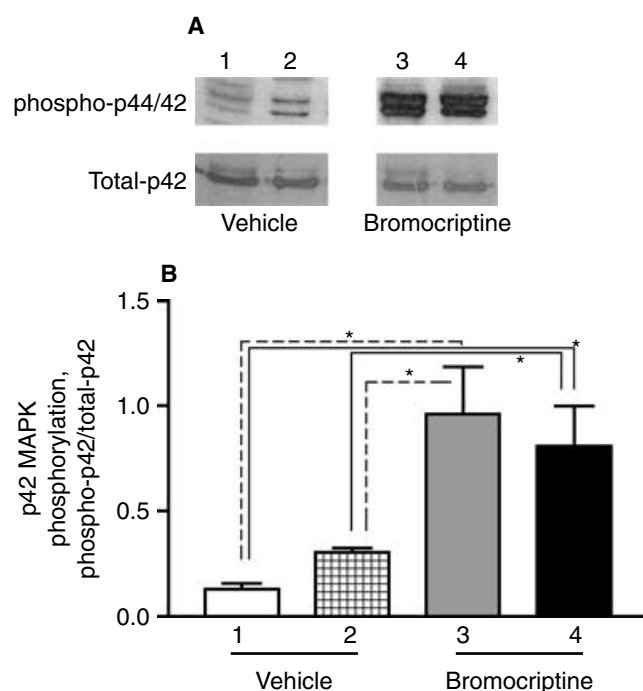 A
1 2 3 4
phospho-p44/42
Total-p42
Vehicle Bromocriptine
B
p42 MAPK
phosphorylation,
phospho-p42/total-p42
1.5
1.0
0.5
0.0
*
*
*
*
1 2 3 4
Vehicle Bromocriptine